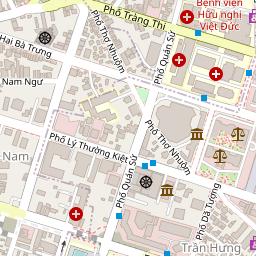 Bệnh viện
Hữu nghị
Việt Đức
Phố Tràng Thi
Hai Bà Trưng
Phố Thợ Nhuộm
Phố Quán Sứ
Nam Ngư
Phố Thợ Nhuộm
Phố Lý Thường Kiệt
Nam
Phố Quán Sứ
Phố Dã Tượng
Trần Hưng